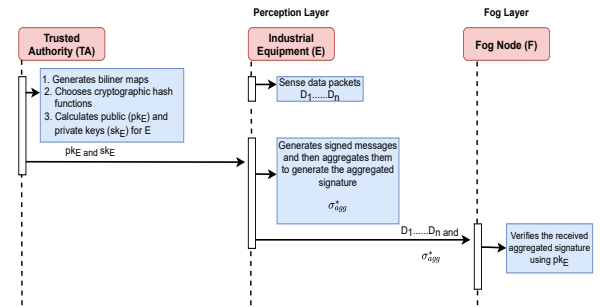 Perception Layer
Fog Layer
Trusted
Authority (TA)
Industrial
Equipment (E)
Fog Node (F)
1. Generates biliner maps
2. Chooses cryptographic hash
functions
3. Calculates public (pkE) and
private keys (skE) for E
Sense data packets
D1......Dn
pkE and skE
Generates signed messages
and then aggregates them
to generate the aggregated
signature
σ*agg
D1......Dn and
σ*agg
Verifies the received
aggregated signature
using pkE